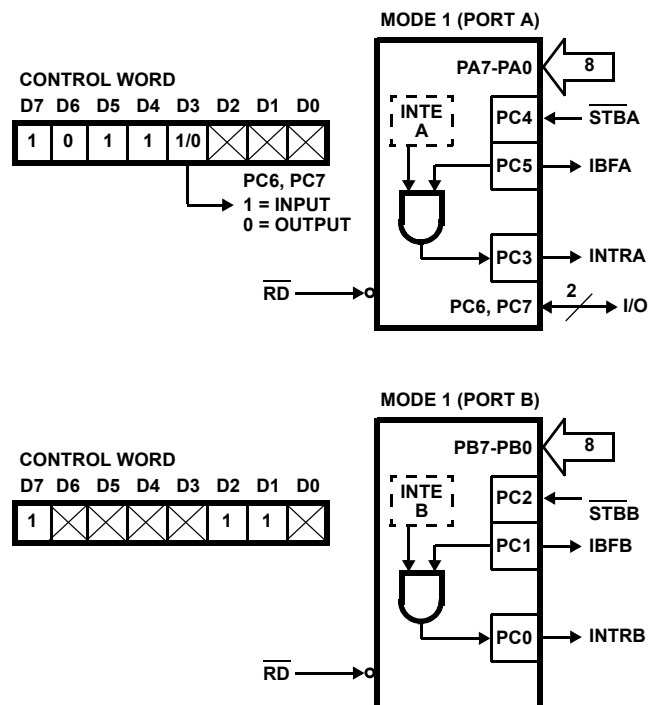 MODE 1 (PORT A)
PA7-PA0
8
CONTROL WORD
D7 D6 D5 D4 D3 D2 D1 D0
1 0 1 1 1/0
PC6, PC7
1 = INPUT
0 = OUTPUT
INTE
A
PC4
STBA
PC5
IBFA
PC3
INTRA
RD
PC6, PC7
2
I/O
MODE 1 (PORT B)
PB7-PB0
8
CONTROL WORD
D7 D6 D5 D4 D3 D2 D1 D0
1 1 1
INTE
B
PC2
STBB
PC1
IBFB
PC0
INTRB
RD